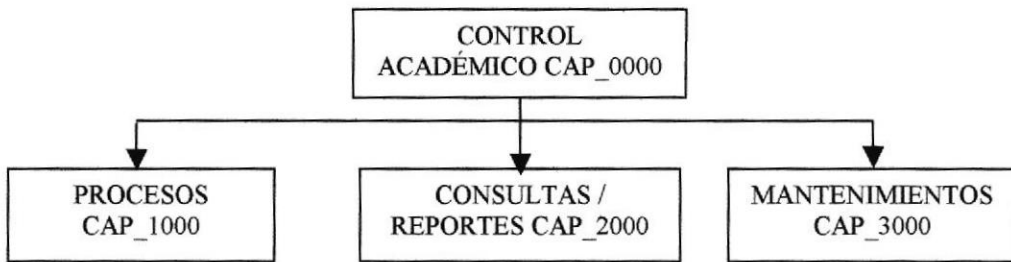 CONTROL
ACADÉMICO CAP_0000
PROCESOS
CAP_1000
CONSULTAS /
REPORTES CAP_2000
MANTENIMIENTOS
CAP_3000